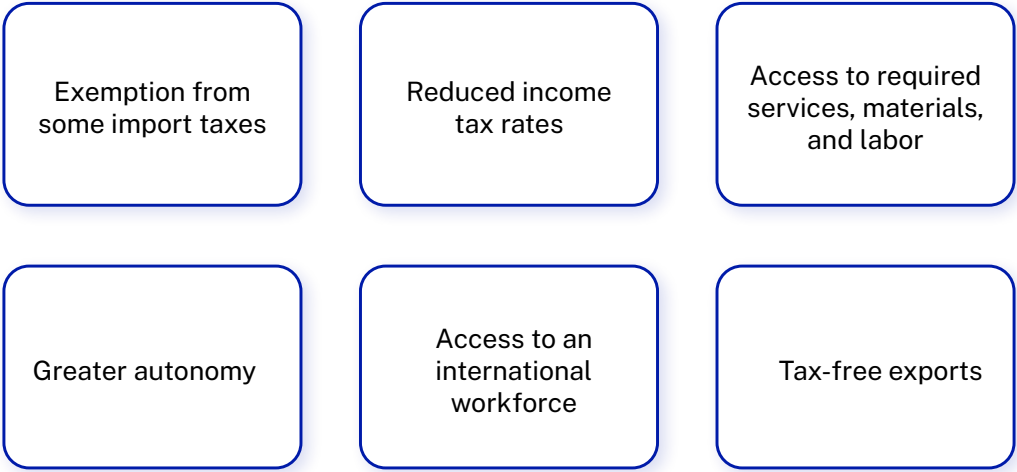 Exemption from
some import taxes
Reduced income
tax rates
Access to required
services, materials,
and labor
Greater autonomy
Access to an
international
workforce
Tax-free exports